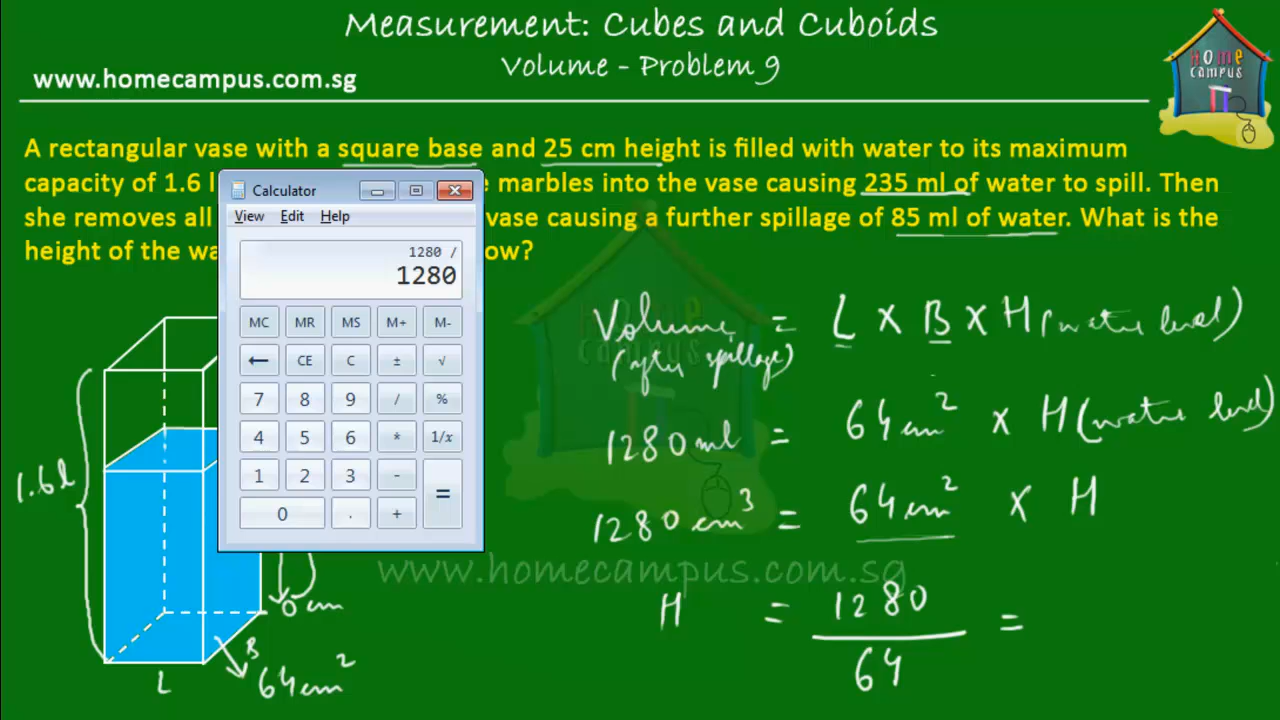 Measurement: Cubes and Cuboids
Volume - Problem 9
www.homecampus.com.sg
HOME
campus
A rectangular vase with a square base and 25 cm height is filled with water to its maximum
capacity of 1.6 l marbles into the vase causing 235 ml of water to spill. Then
she removes all vase causing a further spillage of 85 ml of water. What is the
height of the
Calculator
View Edit Help
1280 /
1280
MC MR MS M+ M-
← CE C ± √
7 8 9 / %
4 5 6 * 1/x
1 2 3 - =
0 . +
Volume = L X B X H (water level)
(after spillage)
1280 ml = 64 cm² x H (water level)
1280 cm³ = 64 cm² x H
H = 1280 / 64 =
1.6 l
0 cm
B
L
64 cm²
www.homecampus.com.sg